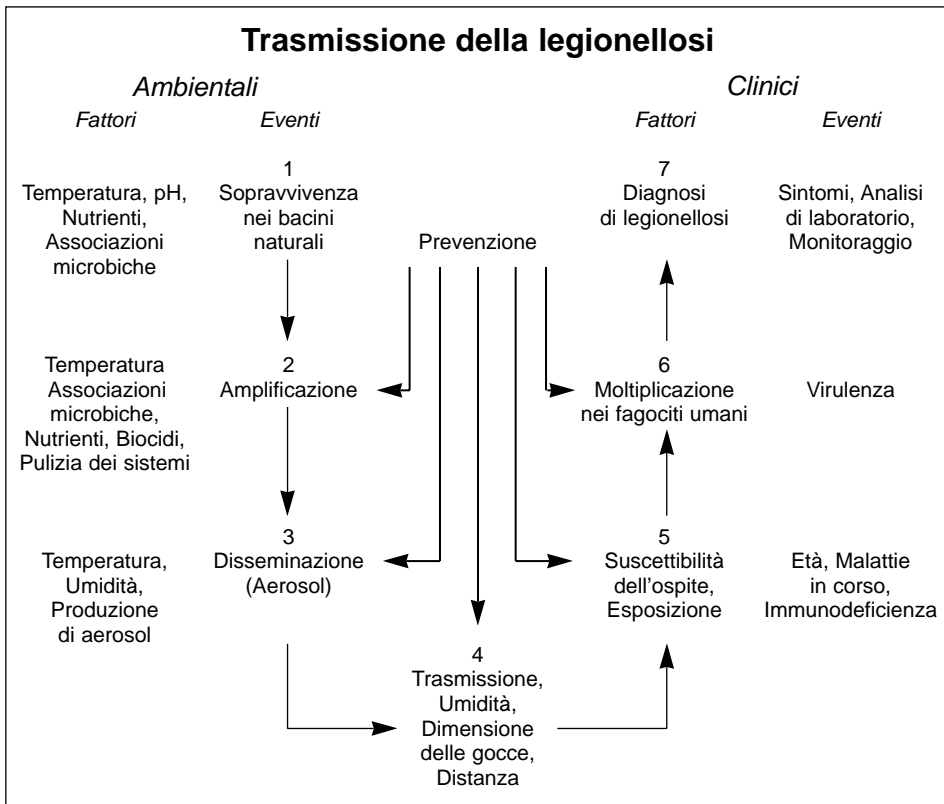 Trasmissione della legionellosi
Ambientali
Clinici
Fattori
Eventi
Fattori
Eventi
Temperatura, pH,
Nutrienti,
Associazioni
microbiche
1
Sopravvivenza
nei bacini
naturali
Prevenzione
7
Diagnosi
di legionellosi
Sintomi, Analisi
di laboratorio,
Monitoraggio
Temperatura
Associazioni
microbiche,
Nutrienti, Biocidi,
Pulizia dei sistemi
2
Amplificazione
6
Moltiplicazione
nei fagociti umani
Virulenza
Temperatura,
Umidità,
Produzione
di aerosol
3
Disseminazione
(Aerosol)
5
Suscettibilità
dell'ospite,
Esposizione
Età, Malattie
in corso,
Immunodeficienza
4
Trasmissione,
Umidità,
Dimensione
delle gocce,
Distanza